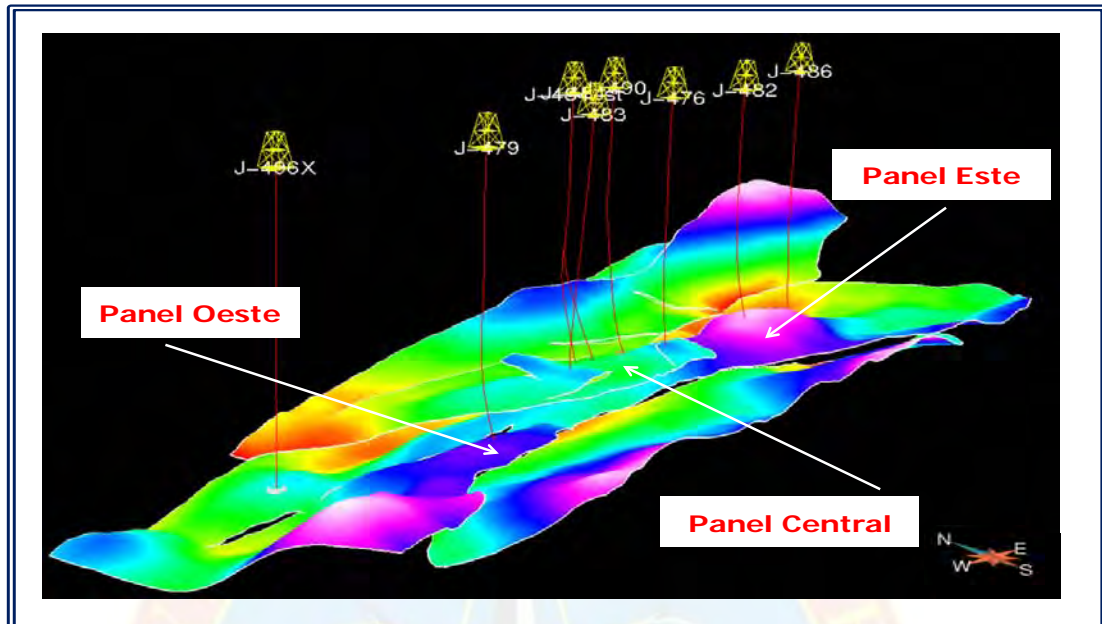 J-486
J-482
J-476
J-483
J-479
J-496X
Panel Este
Panel Oeste
Panel Central
N
E
W
S